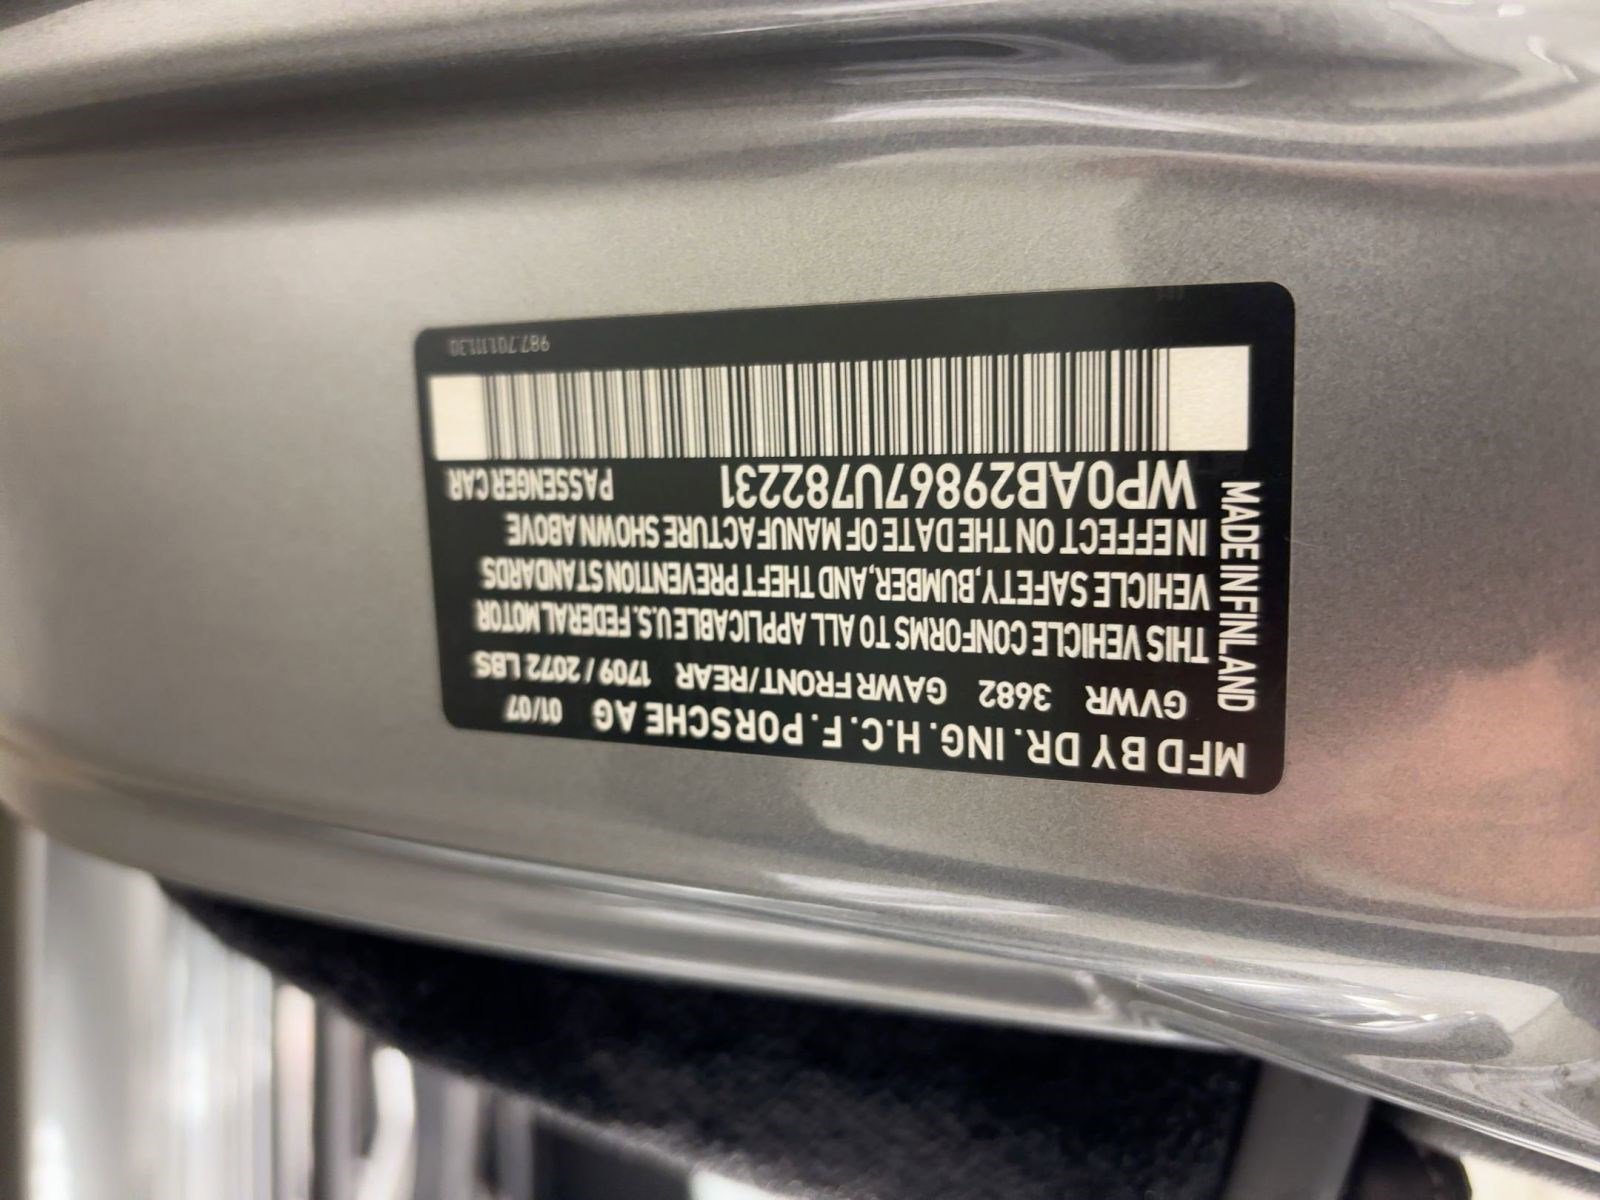 MFD BY DR. ING. H.C. F. PORSCHE AG 01/07
GVWR 3682 GAWR FRONT/REAR 1709 / 2072 LBS
THIS VEHICLE CONFORMS TO ALL APPLICABLE U.S. FEDERAL MOTOR
VEHICLE SAFETY, BUMBER, AND THEFT PREVENTION STANDARDS
IN EFFECT ON THE DATE OF MANUFACTURE SHOWN ABOVE
WP0AB29867U782231 PASSENGER CAR
987.701.111.30
MADE IN FINLAND